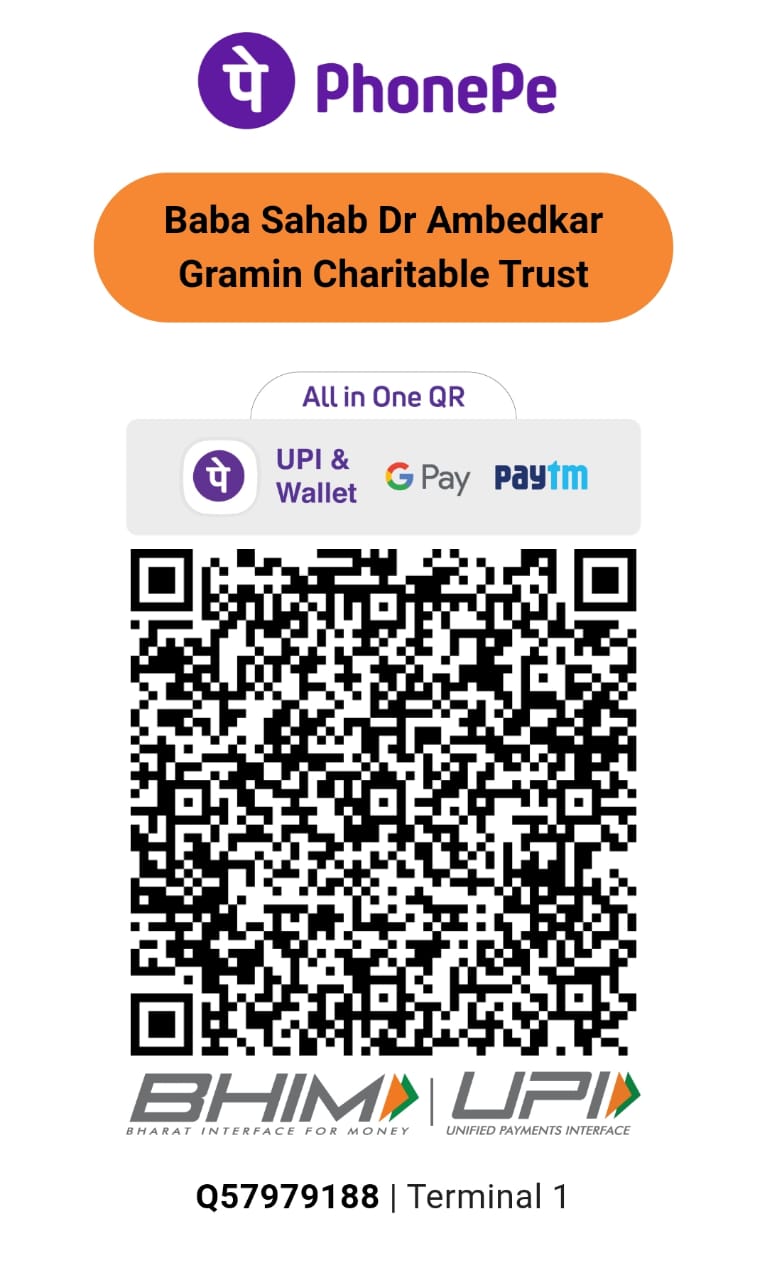 पे PhonePe
Baba Sahab Dr Ambedkar
Gramin Charitable Trust
All in One QR
पे UPI & Wallet G Pay paytm
BHIM | UPI
BHARAT INTERFACE FOR MONEY UNIFIED PAYMENTS INTERFACE
Q57979188 | Terminal 1